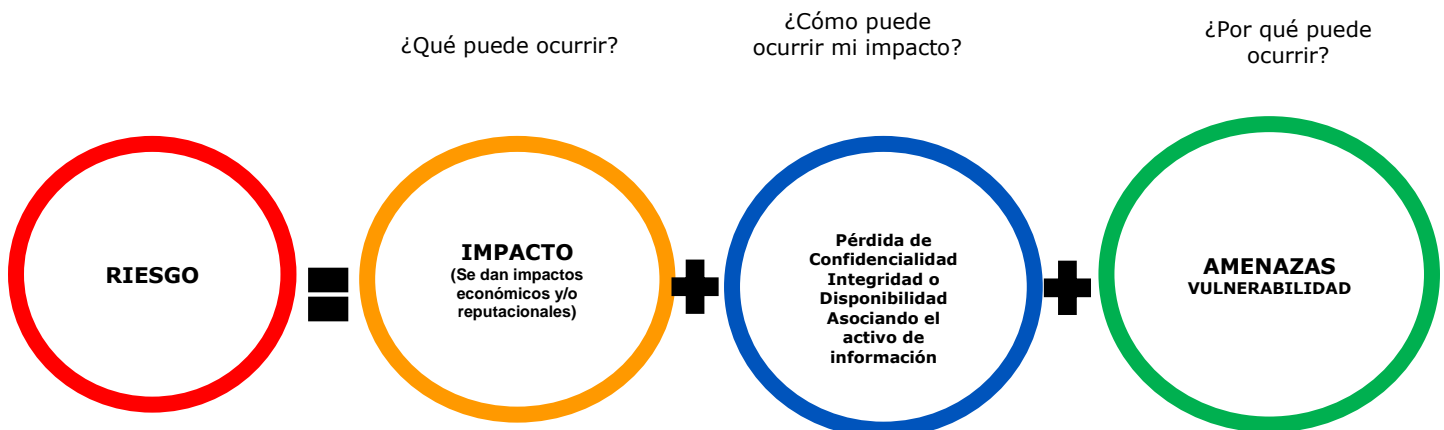 ¿Qué puede ocurrir?
¿Cómo puede
ocurrir mi impacto?
¿Por qué puede
ocurrir?
RIESGO
IMPACTO
(Se dan impactos
económicos y/o
reputacionales)
Pérdida de
Confidencialidad
Integridad o
Disponibilidad
Asociando el
activo de
información
AMENAZAS
VULNERABILIDAD